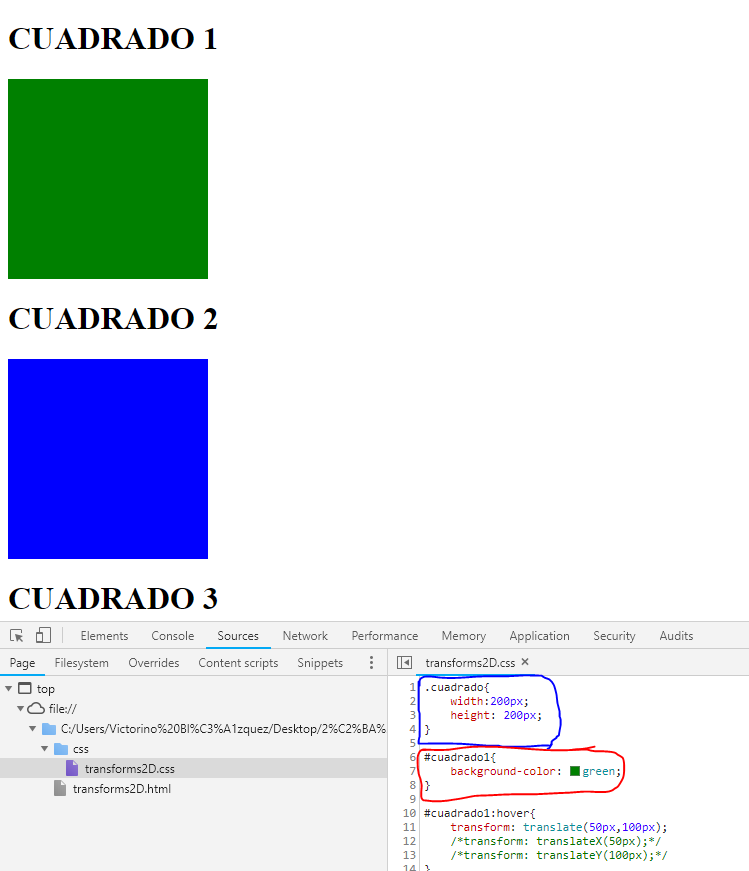 CUADRADO 1
CUADRADO 2
CUADRADO 3
Elements Console Sources Network Performance Memory Application Security Audits
Page Filesystem Overrides Content scripts Snippets
transforms2D.css ×
top
file://
C:/Users/Victorino%20Bl%C3%A1zquez/Desktop/2%C2%BA%
css
transforms2D.css
transforms2D.html
1 .cuadrado{
2 width:200px;
3 height: 200px;
4 }
5
6 #cuadrado1{
7 background-color: green;
8 }
9
10 #cuadrado1:hover{
11 transform: translate(50px,100px);
12 /*transform: translateX(50px);*/
13 /*transform: translateY(100px);*/
14 }